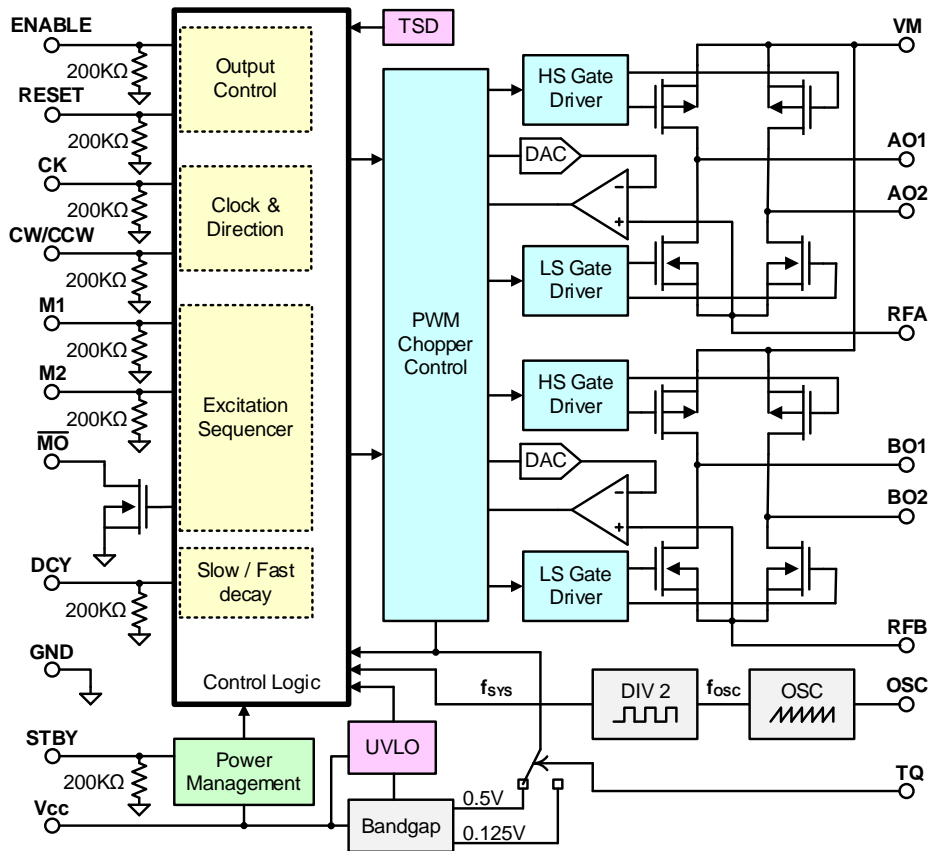 ENABLE
200KΩ
RESET
200KΩ
CK
200KΩ
CW/CCW
200KΩ
M1
200KΩ
M2
200KΩ
MO
DCY
200KΩ
GND
STBY
200KΩ
Vcc
Output
Control
Clock &
Direction
Excitation
Sequencer
Slow / Fast
decay
Control Logic
Power
Management
TSD
UVLO
Bandgap
0.5V
0.125V
PWM
Chopper
Control
HS Gate
Driver
DAC
−
+
LS Gate
Driver
HS Gate
Driver
DAC
−
+
LS Gate
Driver
fSYS
DIV 2
fOSC
OSC
VM
AO1
AO2
RFA
BO1
BO2
RFB
OSC
TQ